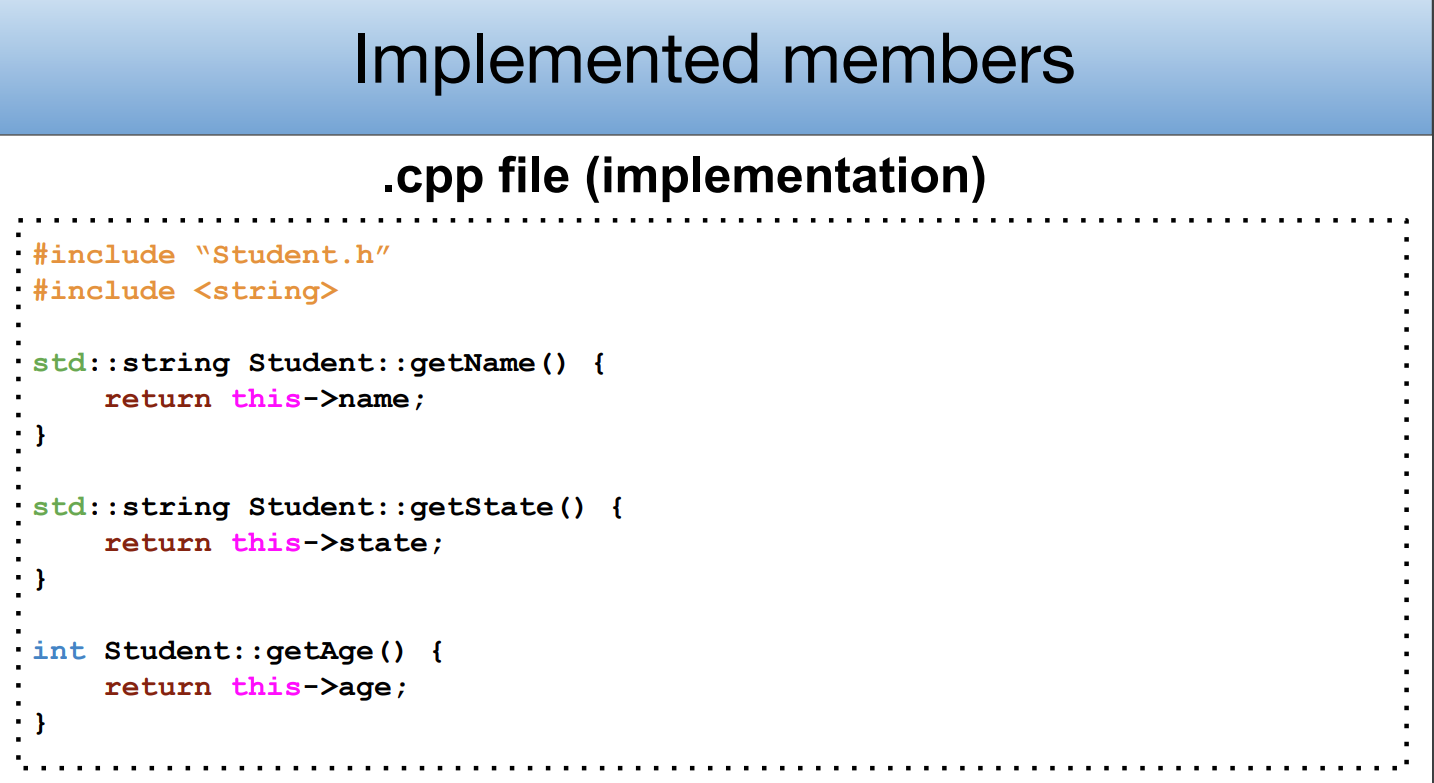 Implemented members
.cpp file (implementation)
#include “Student.h”
#include <string>
std::string Student::getName() {
return this->name;
}
std::string Student::getState() {
return this->state;
}
int Student::getAge() {
return this->age;
}